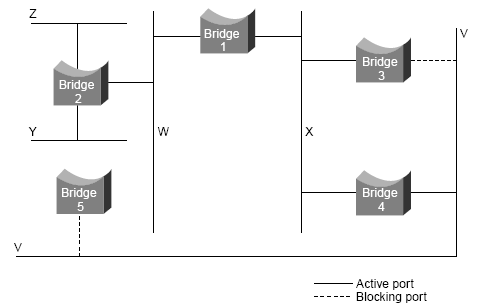 Z
Bridge
1
V
Bridge
2
Bridge
3
Y
W
X
Bridge
5
Bridge
4
V
Active port
Blocking port